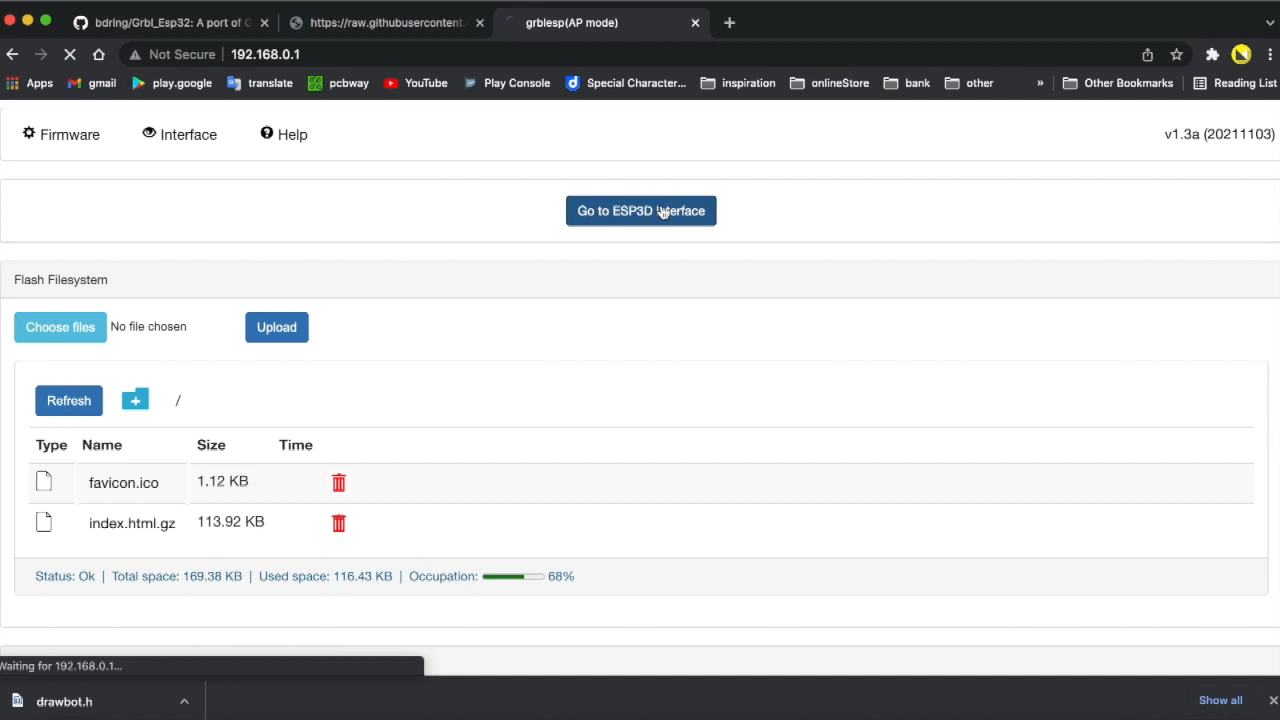 bdring/Grbl_Esp32: A port of G
https://raw.githubusercontent.
grblesp(AP mode)
Not Secure 192.168.0.1
Apps gmail play.google translate pcbway YouTube Play Console Special Character... inspiration onlineStore bank other » Other Bookmarks Reading List
Firmware Interface Help v1.3a (20211103)
Go to ESP3D Interface
Flash Filesystem
Choose files No file chosen Upload
Refresh /
Type Name Size Time
favicon.ico 1.12 KB
index.html.gz 113.92 KB
Status: Ok | Total space: 169.38 KB | Used space: 116.43 KB | Occupation: 68%
Waiting for 192.168.0.1...
drawbot.h Show all